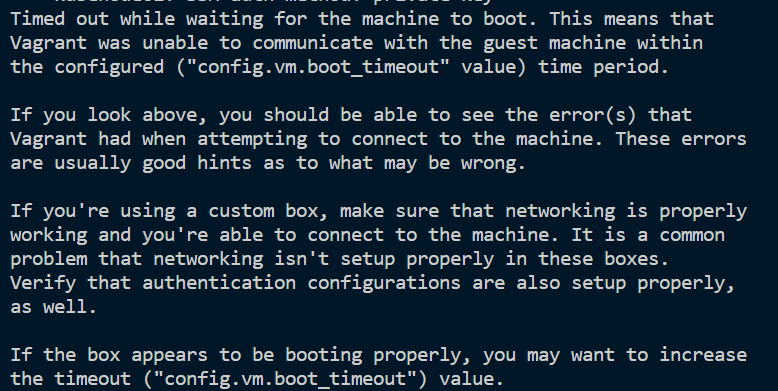 Timed out while waiting for the machine to boot. This means that
Vagrant was unable to communicate with the guest machine within
the configured ("config.vm.boot_timeout" value) time period.
If you look above, you should be able to see the error(s) that
Vagrant had when attempting to connect to the machine. These errors
are usually good hints as to what may be wrong.
If you're using a custom box, make sure that networking is properly
working and you're able to connect to the machine. It is a common
problem that networking isn't setup properly in these boxes.
Verify that authentication configurations are also setup properly,
as well.
If the box appears to be booting properly, you may want to increase
the timeout ("config.vm.boot_timeout") value.